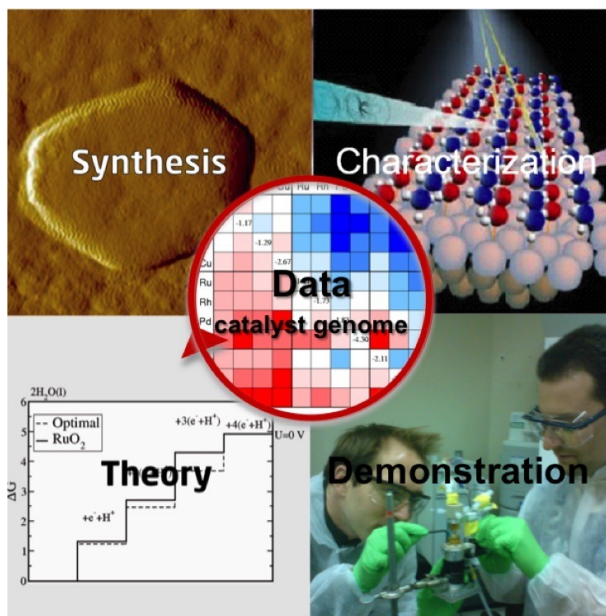 Synthesis
Characterization
Cu Ru Rh
-1.17
-1.29
Cu
-2.67
Ru
Data
Rh
-1.73
Pd
catalyst genome
-4.30
-2.11
2H₂O(l)
6
Optimal
+3(e⁻+H⁺)
+4(e⁻+H⁺)
RuO₂
U=0 V
5
4
Theory
Demonstration
3
ΔG
+e⁻+H⁺
2
1
0